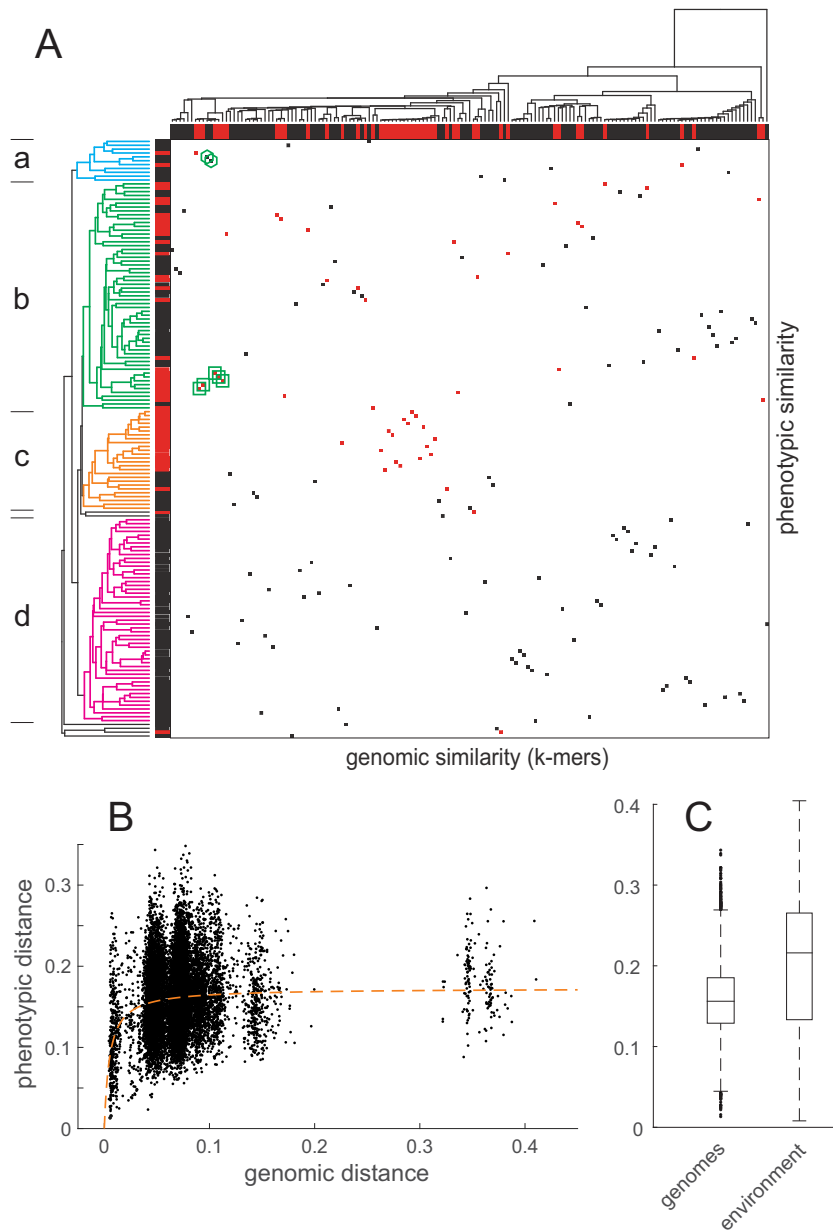 A
a
b
c
d
phenotypic similarity
genomic similarity (k-mers)
B
phenotypic distance
0.3
0.2
0.1
0
0
0.1
0.2
0.3
0.4
genomic distance
C
0.4
0.3
0.2
0.1
0
genomes
environment